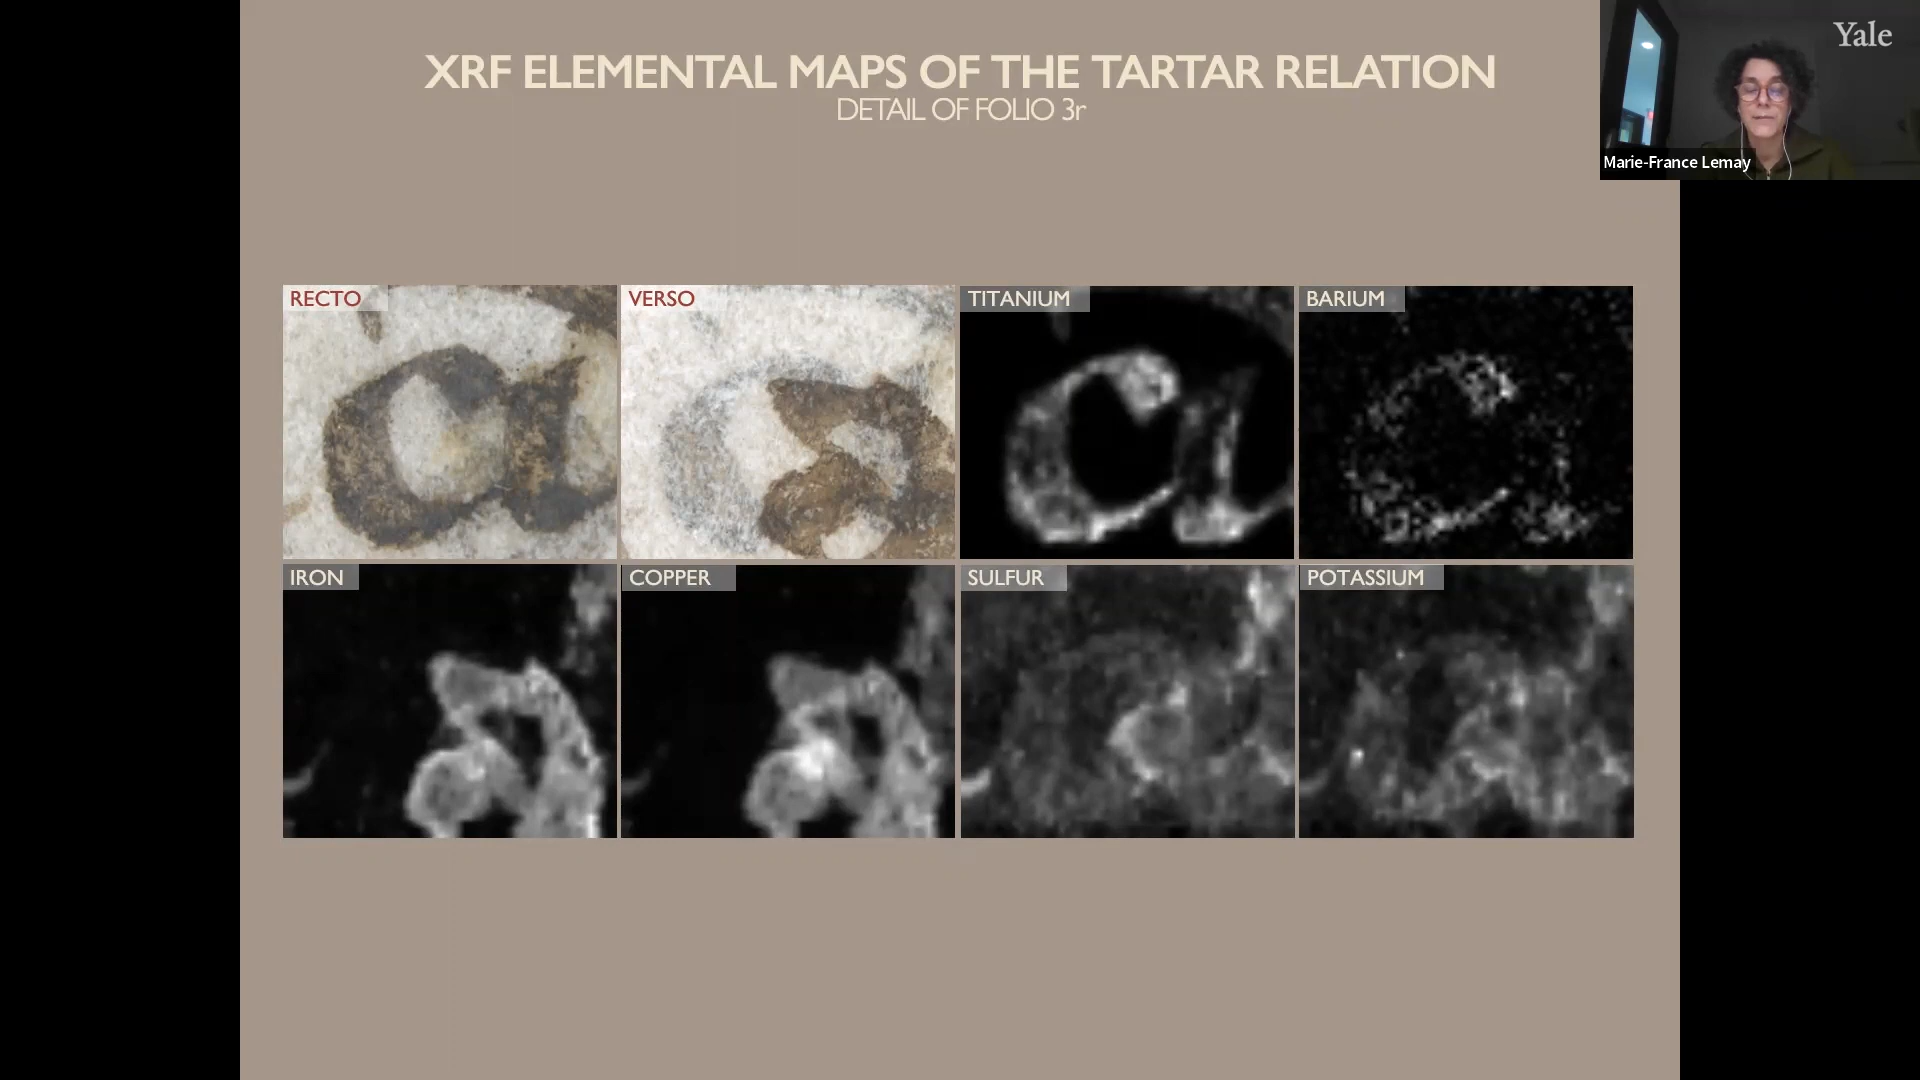 XRF ELEMENTAL MAPS OF THE TARTAR RELATION
DETAIL OF FOLIO 3r
Yale
Marie-France Lemay
RECTO
VERSO
TITANIUM
BARIUM
IRON
COPPER
SULFUR
POTASSIUM